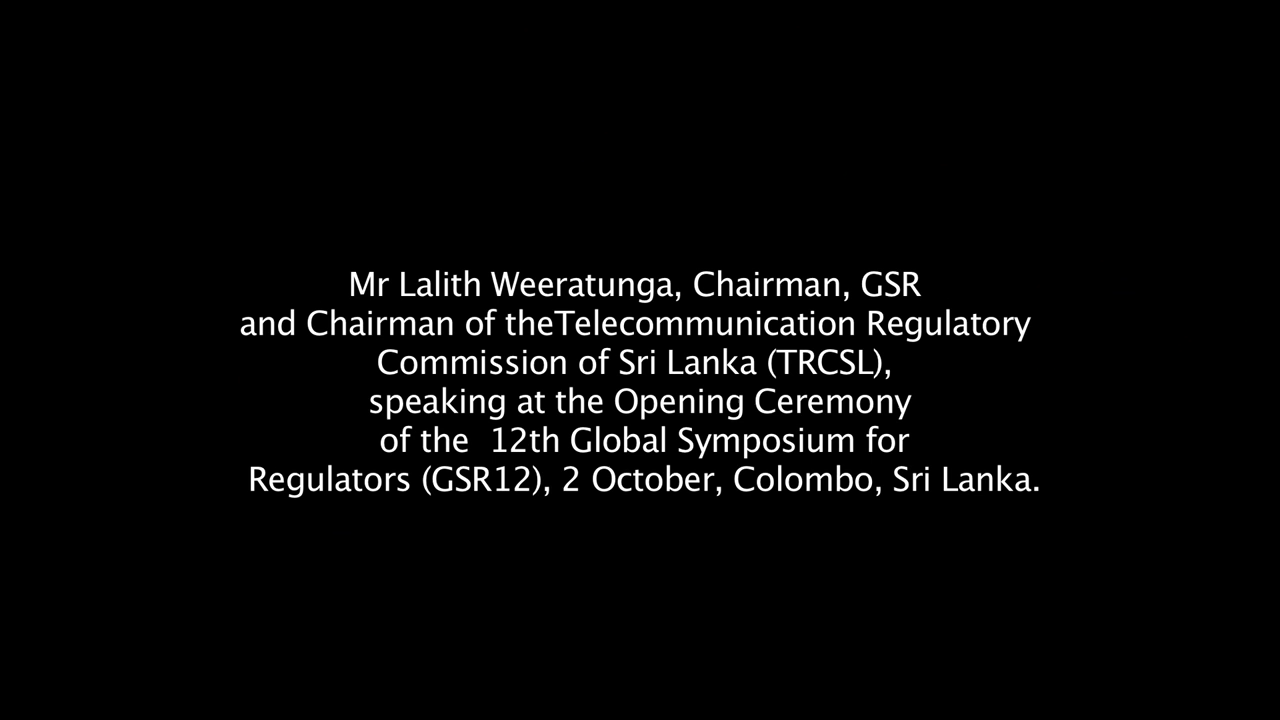 Mr Lalith Weeratunga, Chairman, GSR
and Chairman of theTelecommunication Regulatory
Commission of Sri Lanka (TRCSL),
speaking at the Opening Ceremony
of the  12th Global Symposium for
Regulators (GSR12), 2 October, Colombo, Sri Lanka.